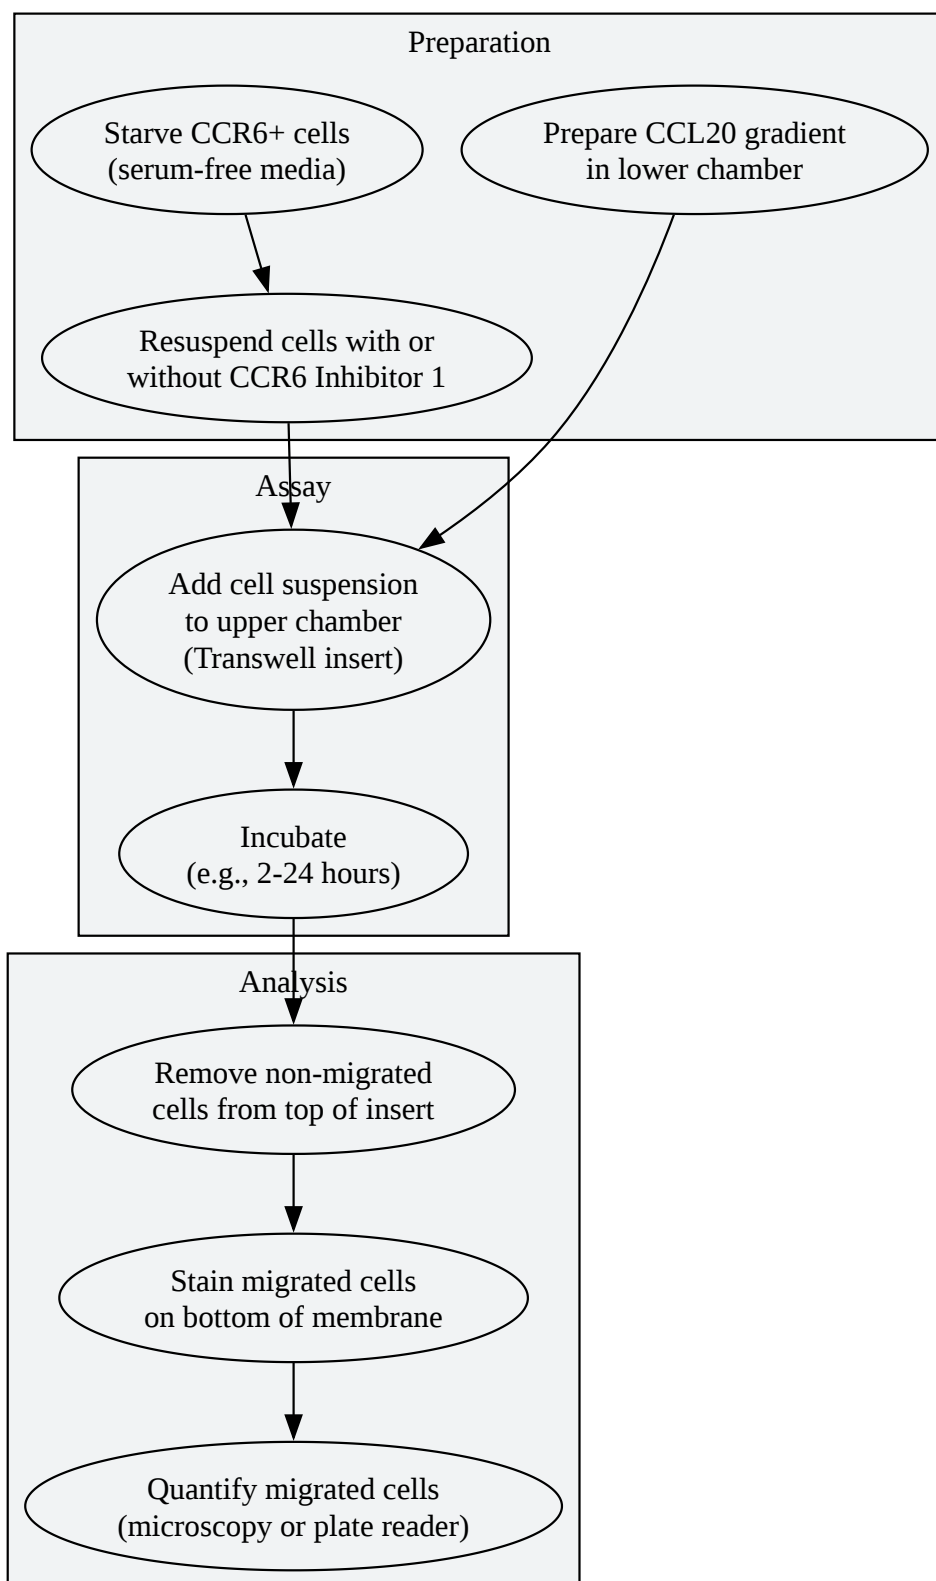 Preparation
Starve CCR6+ cells
(serum-free media)
Prepare CCL20 gradient
in lower chamber
Resuspend cells with or
without CCR6 Inhibitor 1
Assay
Add cell suspension
to upper chamber
(Transwell insert)
Incubate
(e.g., 2-24 hours)
Analysis
Remove non-migrated
cells from top of insert
Stain migrated cells
on bottom of membrane
Quantify migrated cells
(microscopy or plate reader)